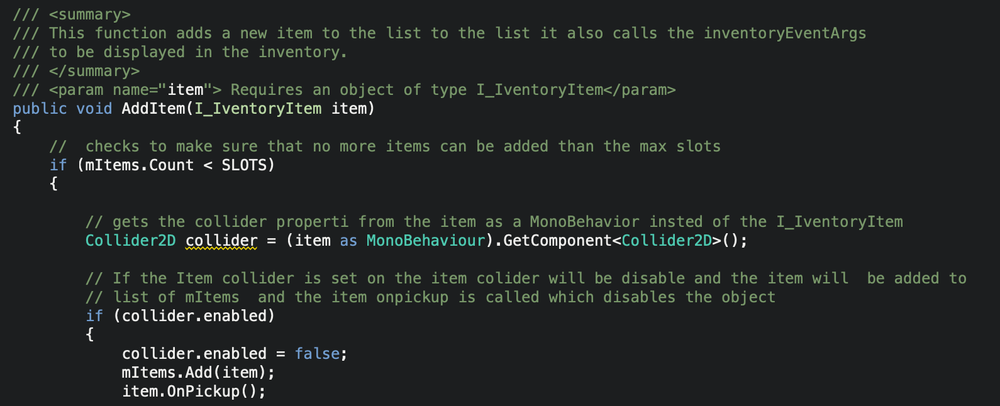 /// <summary>
/// This function adds a new item to the list to the list it also calls the inventoryEventArgs
/// to be displayed in the inventory.
/// </summary>
/// <param name="item"> Requires an object of type I_IventoryItem</param>
public void AddItem(I_IventoryItem item)
{
    //  checks to make sure that no more items can be added than the max slots
    if (mItems.Count < SLOTS)
    {
        // gets the collider properti from the item as a MonoBehavior insted of the I_IventoryItem
        Collider2D collider = (item as MonoBehaviour).GetComponent<Collider2D>();
        // If the Item collider is set on the item colider will be disable and the item will  be added to
        // list of mItems  and the item onpickup is called which disables the object
        if (collider.enabled)
        {
            collider.enabled = false;
            mItems.Add(item);
            item.OnPickup();